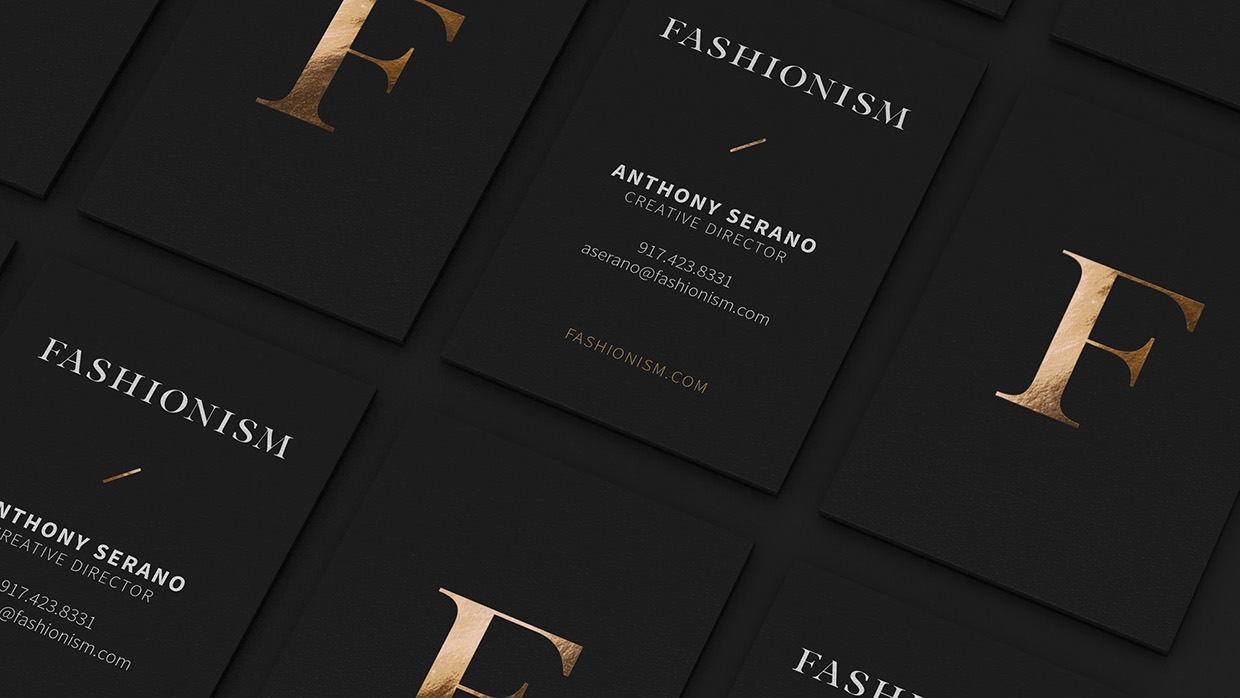 F
FASHIONISM
ANTHONY SERANO
CREATIVE DIRECTOR
917.423.8331
aserano@fashionism.com
FASHIONISM.COM
F
FASHIONISM
NTHONY SERANO
REATIVE DIRECTOR
917.423.8331
@fashionism.com
F
FASHI